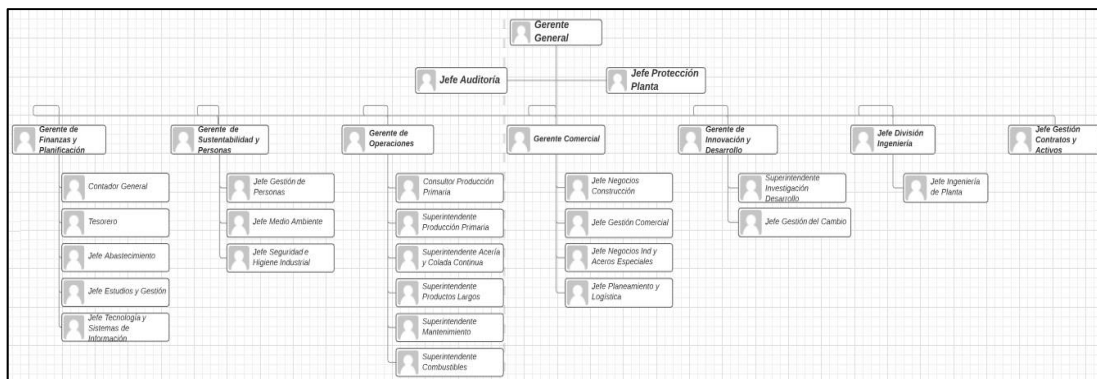 Gerente
General
Jefe Auditoría
Jefe Protección
Planta
Gerente de
Finanzas y
Planificación
Gerente de
Sustentabilidad y
Personas
Gerente de
Operaciones
Gerente Comercial
Gerente de
Innovación y
Desarrollo
Jefe División
Ingeniería
Jefe Gestión
Contratos y
Activos
Contador General
Tesorero
Jefe Abastecimiento
Jefe Estudios y Gestión
Jefe Tecnología y
Sistemas de
Información
Jefe Gestión de
Personas
Jefe Medio Ambiente
Jefe Seguridad e
Higiene Industrial
Consultor Producción
Primaria
Superintendente
Producción Primaria
Superintendente Acería
y Colada Continua
Superintendente
Productos Largos
Superintendente
Mantenimiento
Superintendente
Combustibles
Jefe Negocios
Construcción
Jefe Gestión Comercial
Jefe Negocios Ind y
Aceros Especiales
Jefe Planeamiento y
Logística
Superintendente
Investigación
Desarrollo
Jefe Gestión del Cambio
Jefe Ingeniería
de Planta